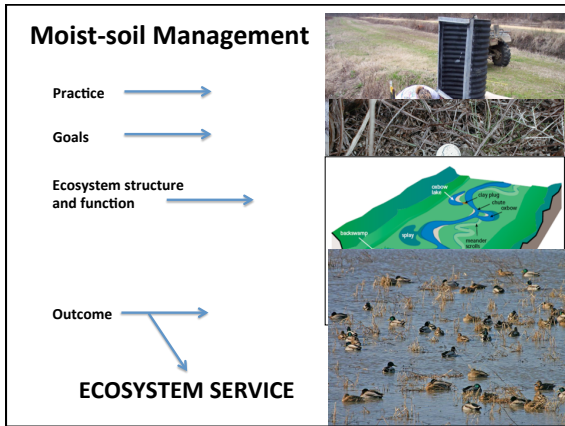 Moist-soil Management
Practice
Goals
Ecosystem structure
and function
Outcome
ECOSYSTEM SERVICE
oxbow
lake
clay plug
chute
oxbow
backswamp
splay
meander
scrolls